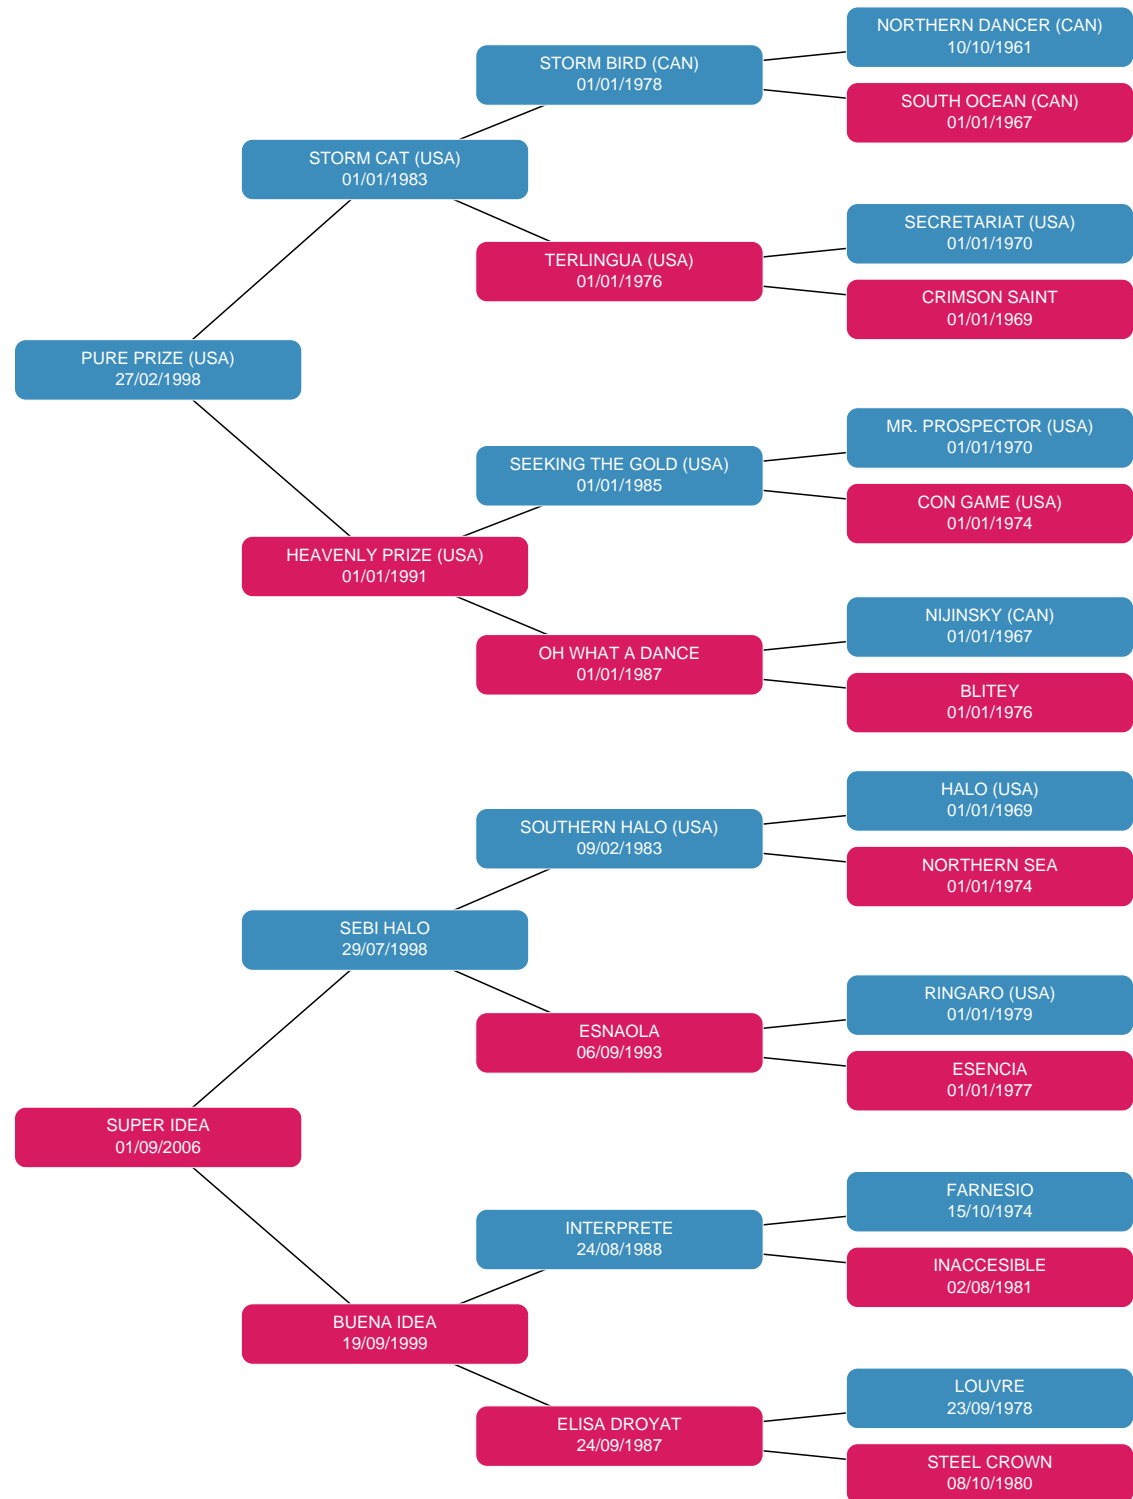 NORTHERN DANCER (CAN)
10/10/1961
STORM BIRD (CAN)
01/01/1978
SOUTH OCEAN (CAN)
01/01/1967
STORM CAT (USA)
01/01/1983
SECRETARIAT (USA)
01/01/1970
TERLINGUA (USA)
01/01/1976
CRIMSON SAINT
01/01/1969
PURE PRIZE (USA)
27/02/1998
MR. PROSPECTOR (USA)
01/01/1970
SEEKING THE GOLD (USA)
01/01/1985
CON GAME (USA)
01/01/1974
HEAVENLY PRIZE (USA)
01/01/1991
NIJINSKY (CAN)
01/01/1967
OH WHAT A DANCE
01/01/1987
BLITEY
01/01/1976
HALO (USA)
01/01/1969
SOUTHERN HALO (USA)
09/02/1983
NORTHERN SEA
01/01/1974
SEBI HALO
29/07/1998
RINGARO (USA)
01/01/1979
ESNAOLA
06/09/1993
ESENCIA
01/01/1977
SUPER IDEA
01/09/2006
FARNESIO
15/10/1974
INTERPRETE
24/08/1988
INACCESIBLE
02/08/1981
BUENA IDEA
19/09/1999
LOUVRE
23/09/1978
ELISA DROYAT
24/09/1987
STEEL CROWN
08/10/1980